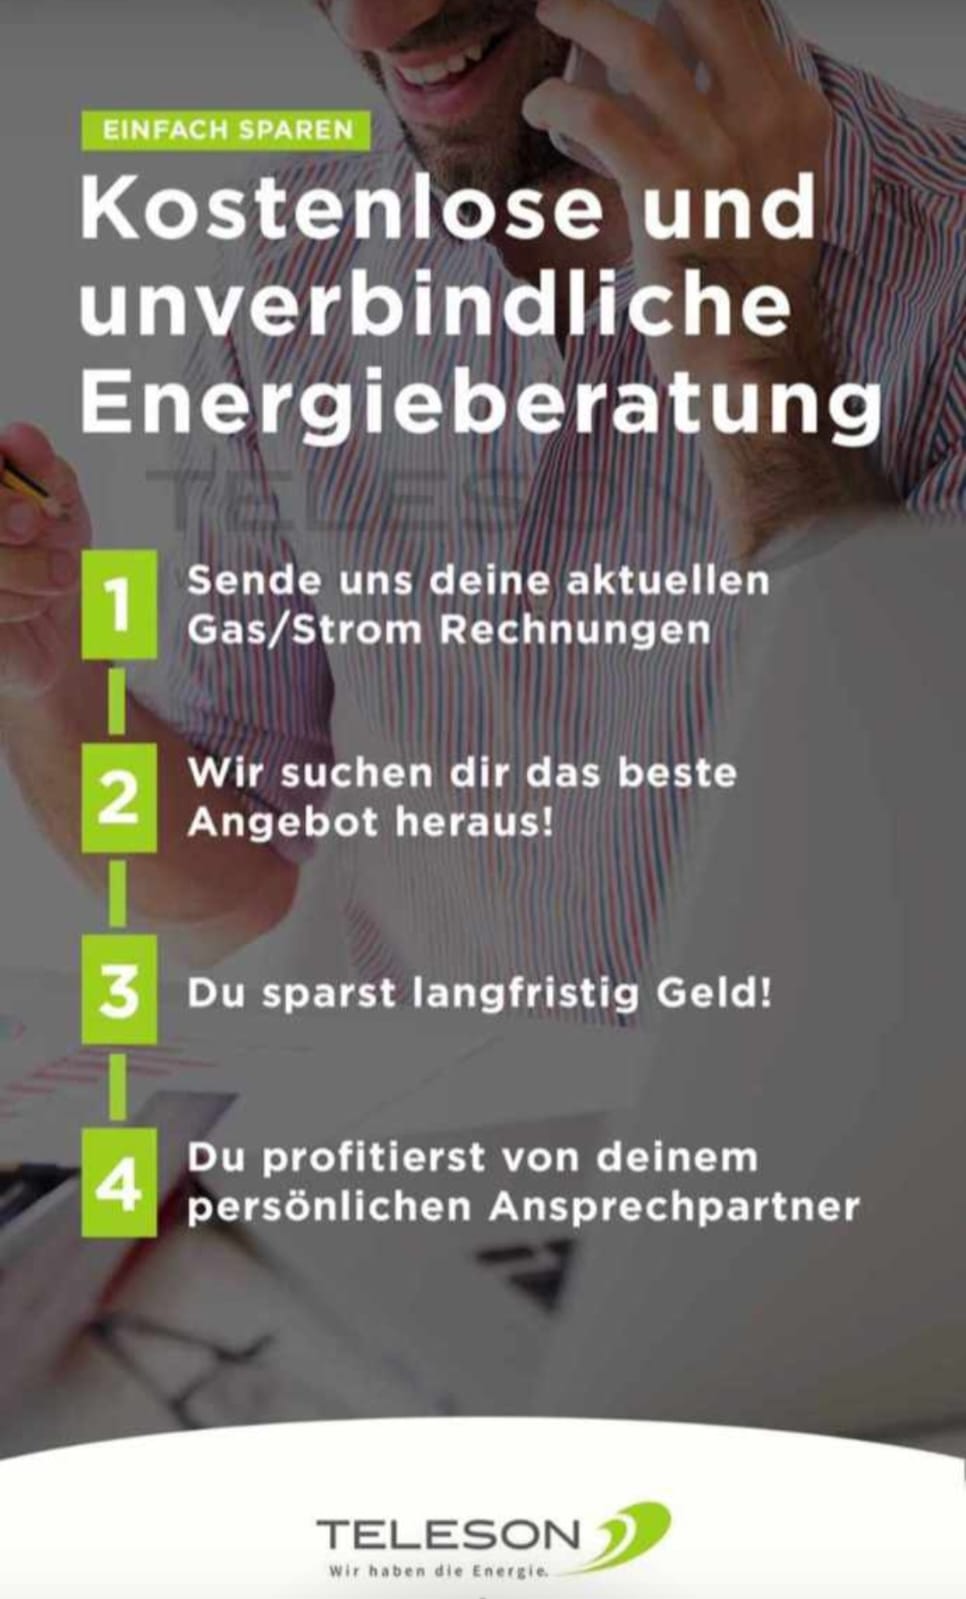 EINFACH SPAREN
Kostenlose und
unverbindliche
Energieberatung
TELESON
1
Sende uns deine aktuellen
Gas/Strom Rechnungen
2
Wir suchen dir das beste
Angebot heraus!
3
Du sparst langfristig Geld!
4
Du profitierst von deinem
persönlichen Ansprechpartner
TELESON
Wir haben die Energie.